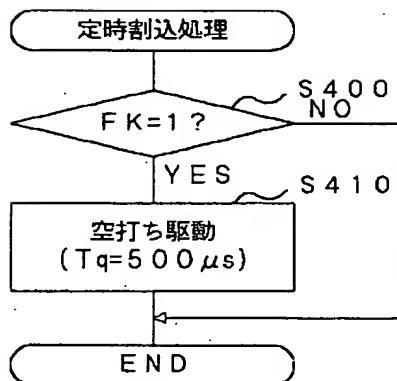 定時割込処理
S400
FK=1?
NO
YES
S410
空打ち駆動
(Tq=500μs)
END